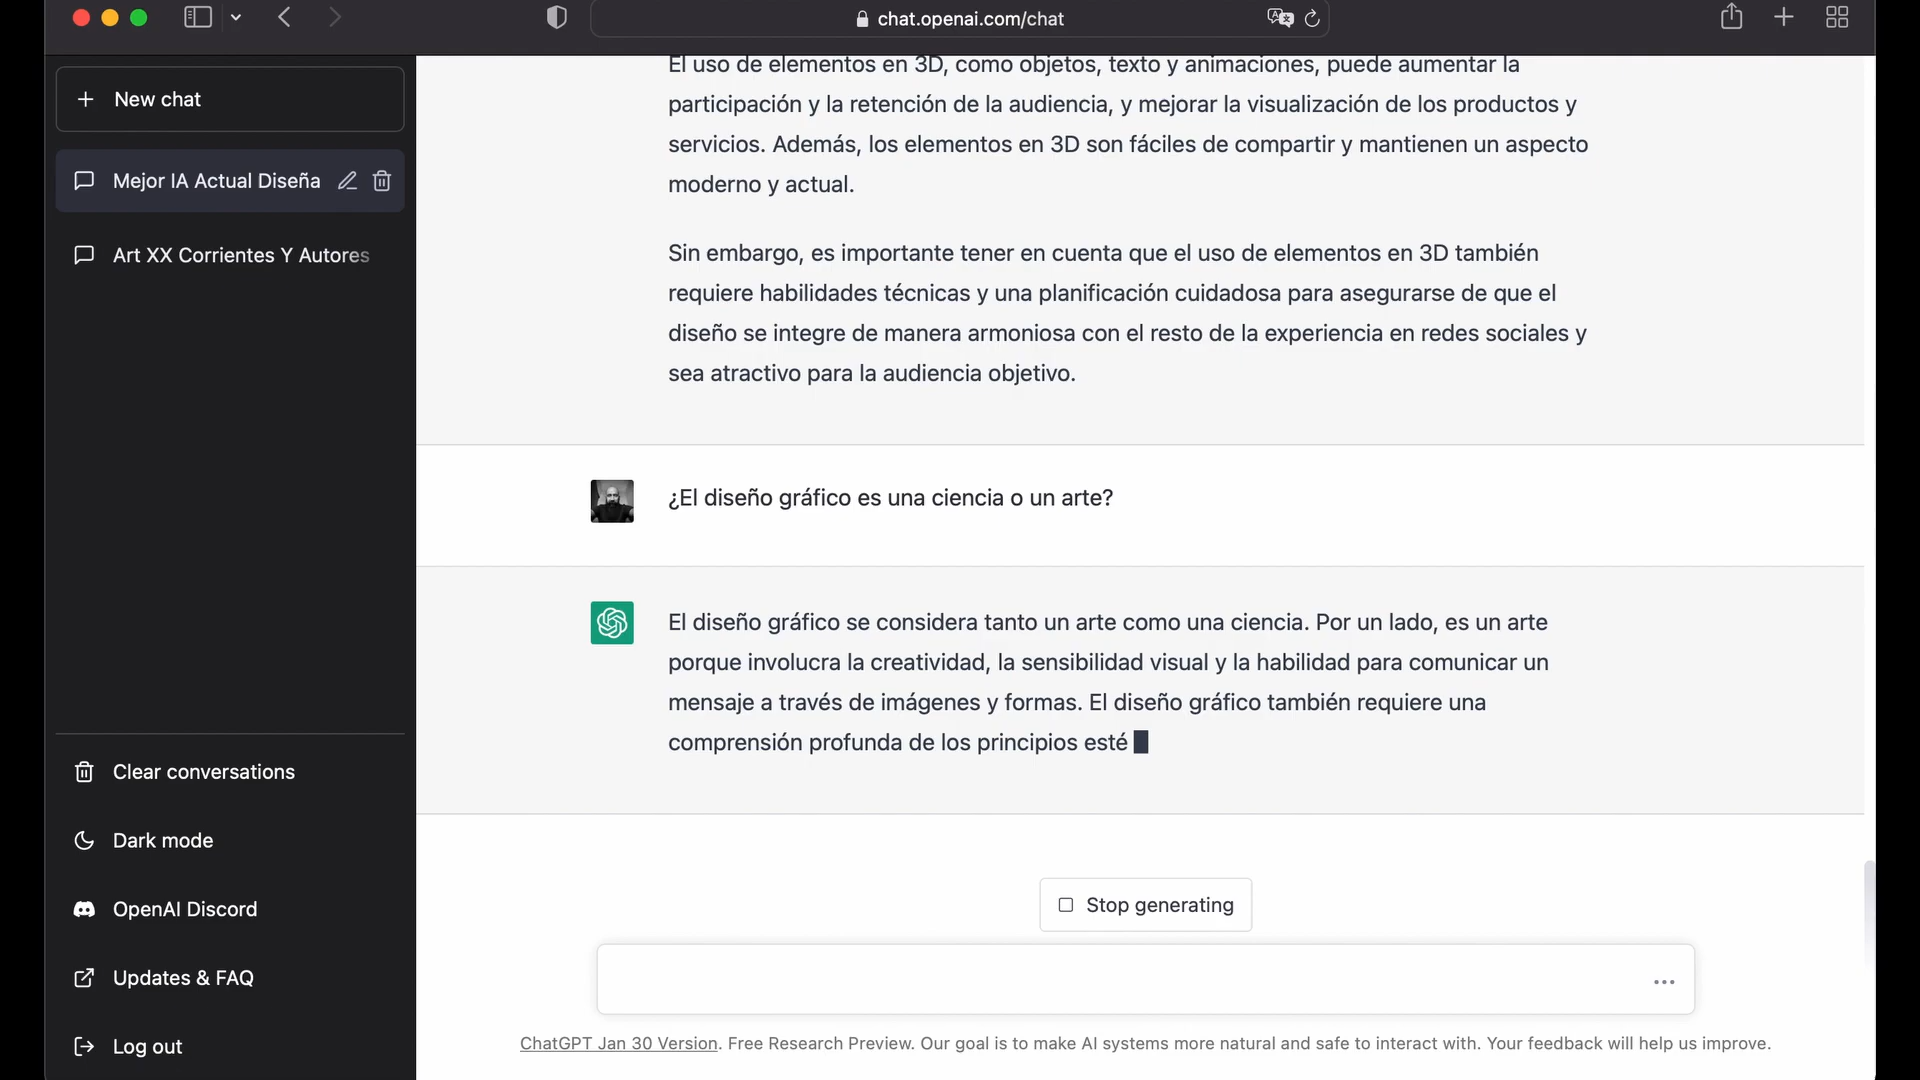 chat.openai.com/chat
New chat
Mejor IA Actual Diseña
Art XX Corrientes Y Autores
El uso de elementos en 3D, como objetos, texto y animaciones, puede aumentar la
participación y la retención de la audiencia, y mejorar la visualización de los productos y
servicios. Además, los elementos en 3D son fáciles de compartir y mantienen un aspecto
moderno y actual.
Sin embargo, es importante tener en cuenta que el uso de elementos en 3D también
requiere habilidades técnicas y una planificación cuidadosa para asegurarse de que el
diseño se integre de manera armoniosa con el resto de la experiencia en redes sociales y
sea atractivo para la audiencia objetivo.
¿El diseño gráfico es una ciencia o un arte?
El diseño gráfico se considera tanto un arte como una ciencia. Por un lado, es un arte
porque involucra la creatividad, la sensibilidad visual y la habilidad para comunicar un
mensaje a través de imágenes y formas. El diseño gráfico también requiere una
comprensión profunda de los principios esté
Clear conversations
Dark mode
OpenAI Discord
Updates & FAQ
Log out
Stop generating
ChatGPT Jan 30 Version. Free Research Preview. Our goal is to make AI systems more natural and safe to interact with. Your feedback will help us improve.